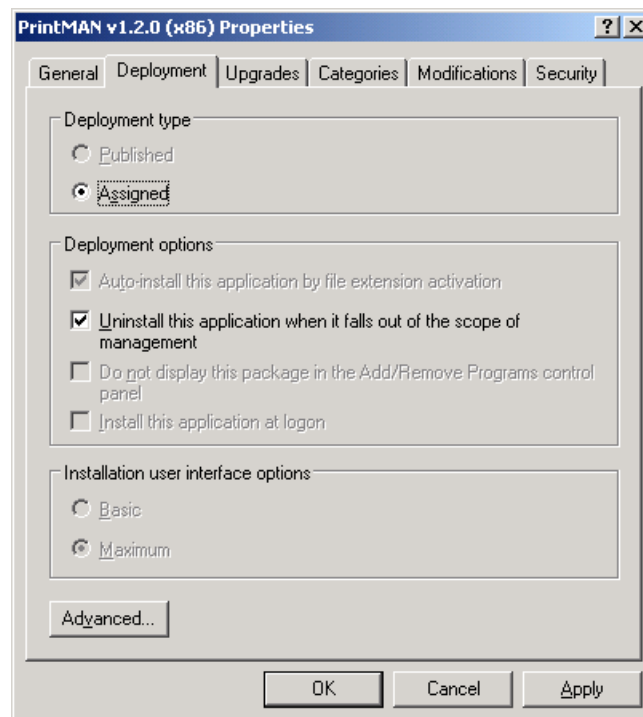 PrintMAN v1.2.0 (x86) Properties
General Deployment Upgrades Categories Modifications Security
Deployment type
Published
Assigned
Deployment options
Auto-install this application by file extension activation
Uninstall this application when it falls out of the scope of
management
Do not display this package in the Add/Remove Programs control
panel
Install this application at logon
Installation user interface options
Basic
Maximum
Advanced...
OK Cancel Apply